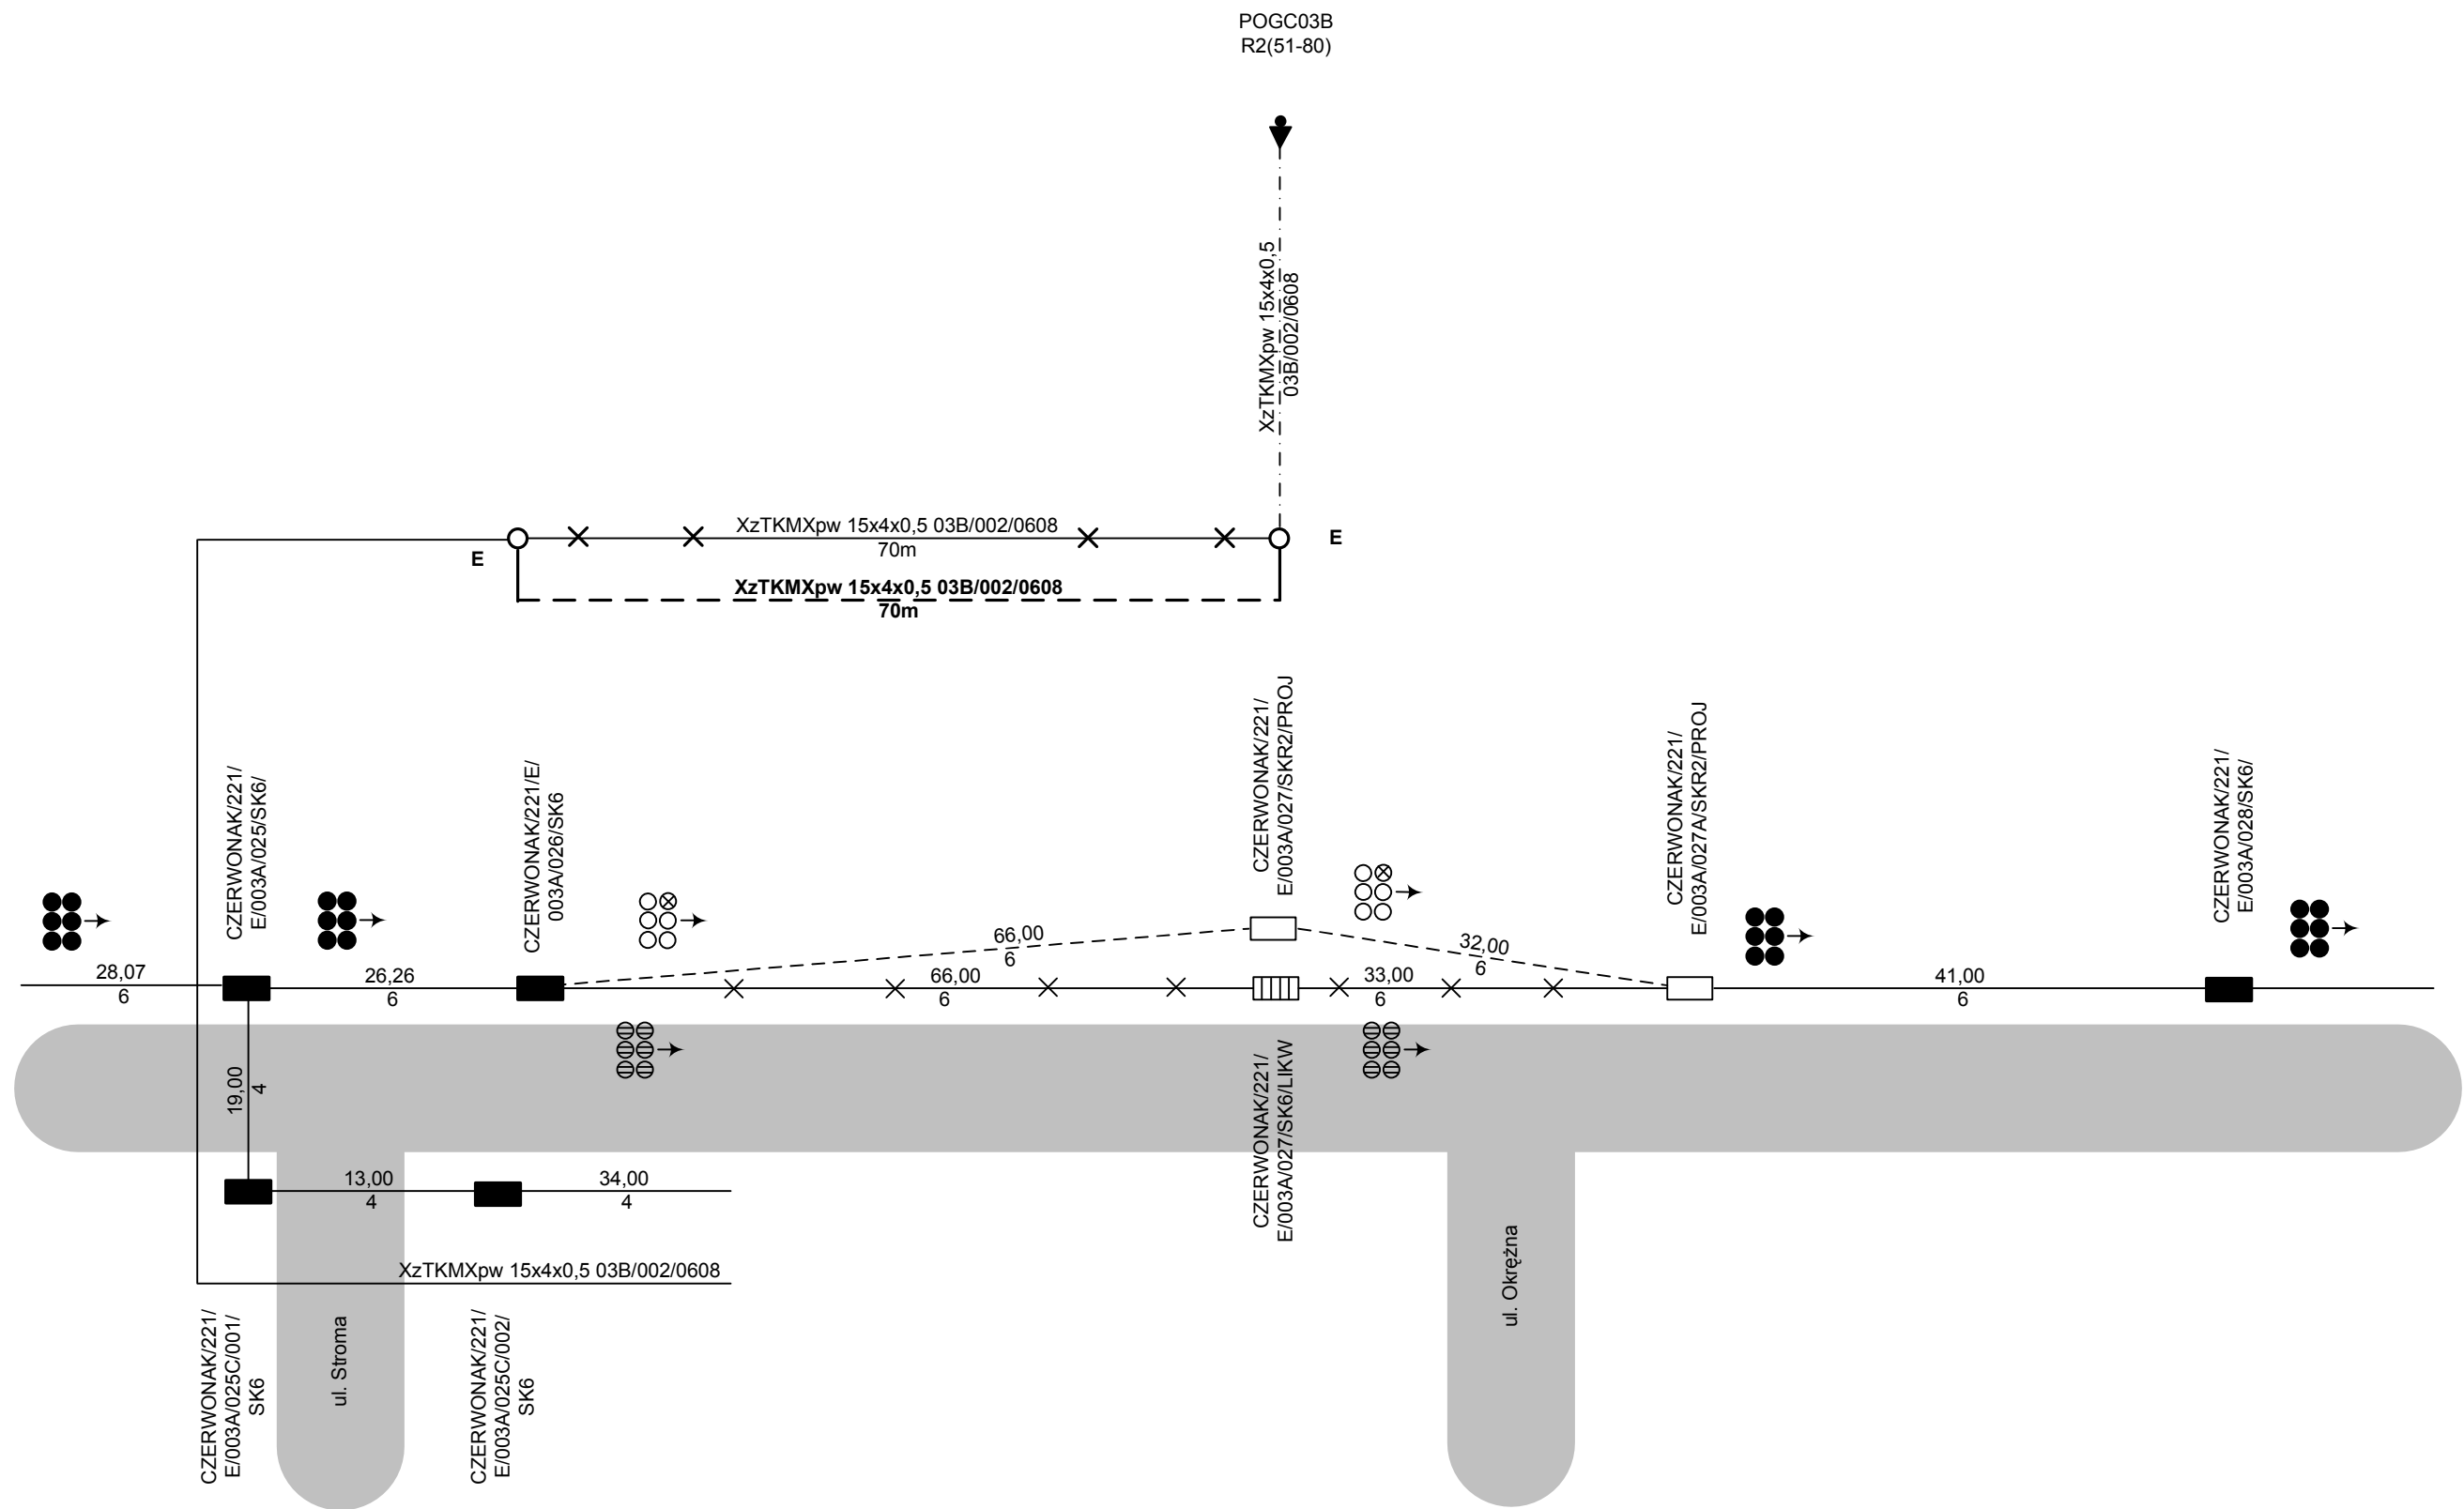 POGC03B
R2(51-80)
XzTKMXpw 15x4x0,5
03B/002/0608
XzTKMXpw 15x4x0,5 03B/002/0608
70m
E
E
XzTKMXpw 15x4x0,5 03B/002/0608
70m
CZERWONAK/221/
E/003A/025/SK6/
CZERWONAK/221/E/
003A/026/SK6
CZERWONAK/221/
E/003A/027/SKR2/PROJ
CZERWONAK/221/
E/003A/027A/SKR2/PROJ
CZERWONAK/221/
E/003A/028/SK6/
28,07
6
26,26
6
66,00
6
66,00
6
32,00
6
33,00
6
41,00
6
19,00
4
CZERWONAK/221/
E/003A/027/SK6/LIKW
13,00
4
34,00
4
XzTKMXpw 15x4x0,5 03B/002/0608
CZERWONAK/221/
E/003A/025C/001/
SK6
ul. Stroma
CZERWONAK/221/
E/003A/025C/002/
SK6
ul. Okrężna